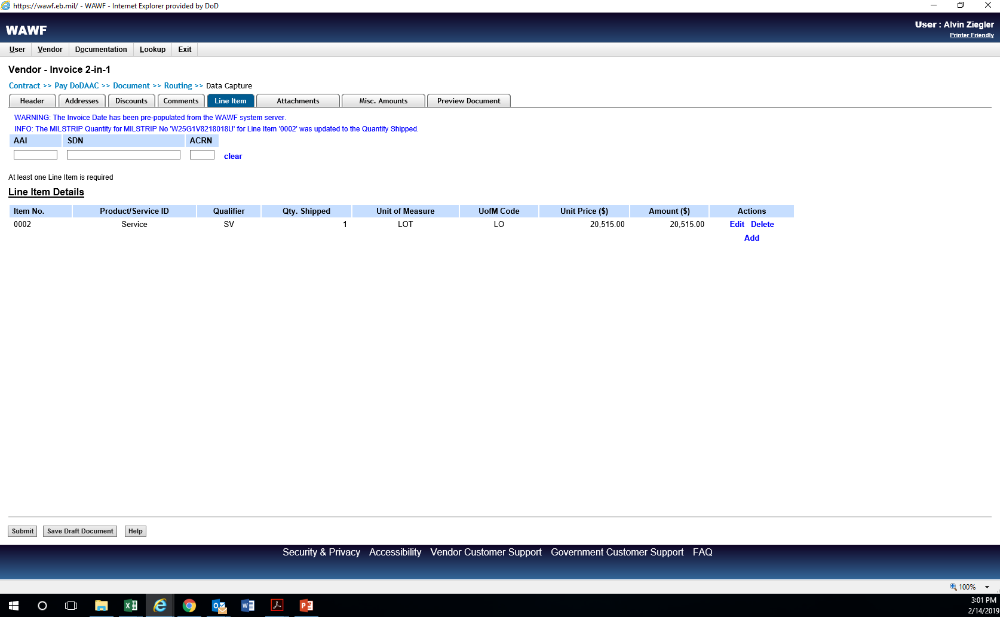 https://wawf.eb.mil/ - WAWF - Internet Explorer provided by DoD
WAWF
User : Alvin Ziegler
Printer Friendly
User Vendor Documentation Lookup Exit
Vendor - Invoice 2-in-1
Contract >> Pay DoDAAC >> Document >> Routing >> Data Capture
Header Addresses Discounts Comments Line Item Attachments Misc. Amounts Preview Document
WARNING: The Invoice Date has been pre-populated from the WAWF system server.
INFO: The MILSTRIP Quantity for MILSTRIP No 'W25G1V8218018U' for Line Item '0002' was updated to the Quantity Shipped.
AAI SDN ACRN
clear
At least one Line Item is required
Line Item Details
Item No. Product/Service ID Qualifier Qty. Shipped Unit of Measure UofM Code Unit Price ($) Amount ($) Actions
0002 Service SV 1 LOT LO 20,515.00 20,515.00 Edit Delete
Add
Submit Save Draft Document Help
Security & Privacy Accessibility Vendor Customer Support Government Customer Support FAQ
100%
3:01 PM
2/14/2019